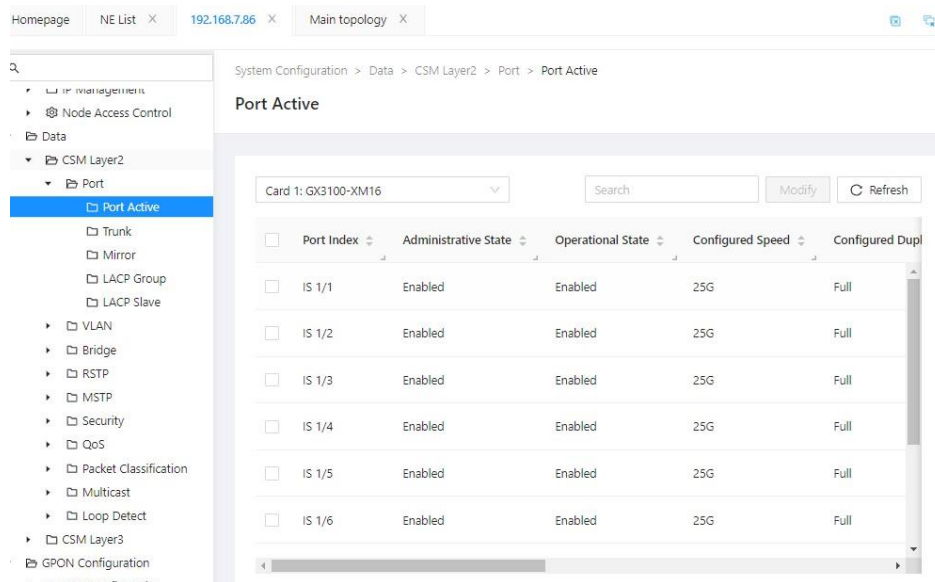 Homepage NE List × 192.168.7.86 × Main topology ×
System Configuration > Data > CSM Layer2 > Port > Port Active
Port Active
IP Management
Node Access Control
Data
CSM Layer2
Port
Port Active
Trunk
Mirror
LACP Group
LACP Slave
VLAN
Bridge
RSTP
MSTP
Security
QoS
Packet Classification
Multicast
Loop Detect
CSM Layer3
GPON Configuration
Card 1: GX3100-XM16 Search Modify Refresh
Port Index Administrative State Operational State Configured Speed Configured Dupl
IS 1/1 Enabled Enabled 25G Full
IS 1/2 Enabled Enabled 25G Full
IS 1/3 Enabled Enabled 25G Full
IS 1/4 Enabled Enabled 25G Full
IS 1/5 Enabled Enabled 25G Full
IS 1/6 Enabled Enabled 25G Full